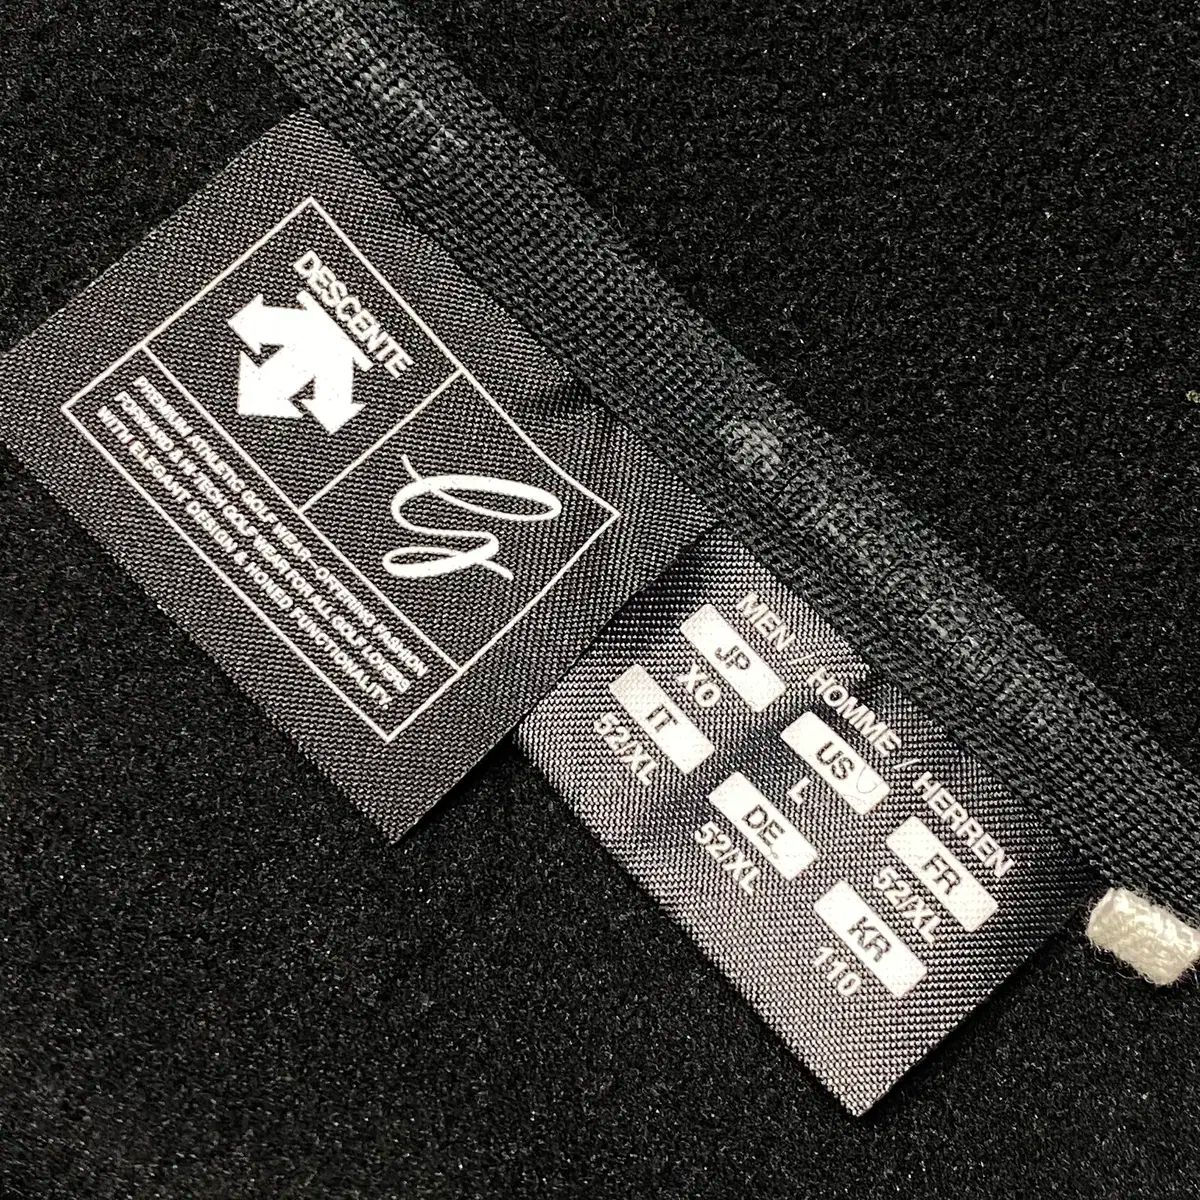 DESCENTE
PREMIUM ATHLETIC GOLF WEAR—OFFERING FASHION
FORWARD & HI-TECH GOLF WEAR FOR ALL GOLF LOVERS
WITH ELEGANT DESIGN & HONED FUNCTIONALITY.
MEN / HOMME / HERREN
JP US FR
XO L 52/XL
IT DE KR
52/XL 52/XL 110